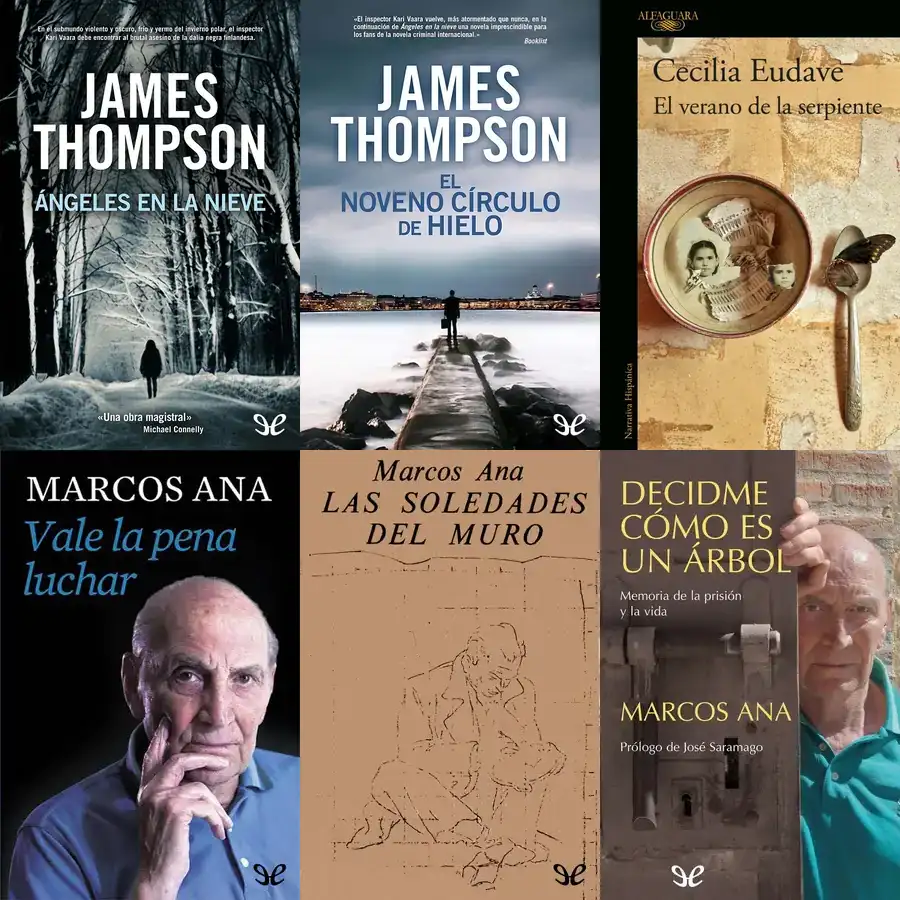 En el submundo violento y oscuro, frío y yermo del invierno polar, el inspector
Kari Vaara debe encontrar al brutal asesino de la dalia negra finlandesa.
JAMES
THOMPSON
ÁNGELES EN LA NIEVE
«Una obra magistral»
Michael Connelly
«El inspector Kari Vaara vuelve, más atormentado que nunca, en la
continuación de Ángeles en la nieve una novela imprescindible para
los fans de la novela criminal internacional.»
Booklist
JAMES
THOMPSON
EL
NOVENO CÍRCULO
DE HIELO
ALFAGUARA
Cecilia Eudave
El verano de la serpiente
Narrativa Hispánica
MARCOS ANA
Vale la pena
luchar
Marcos Ana
LAS SOLEDADES
DEL MURO
DECIDME
CÓMO ES
UN ÁRBOL
Memoria de la prisión
y la vida
MARCOS ANA
Prólogo de José Saramago